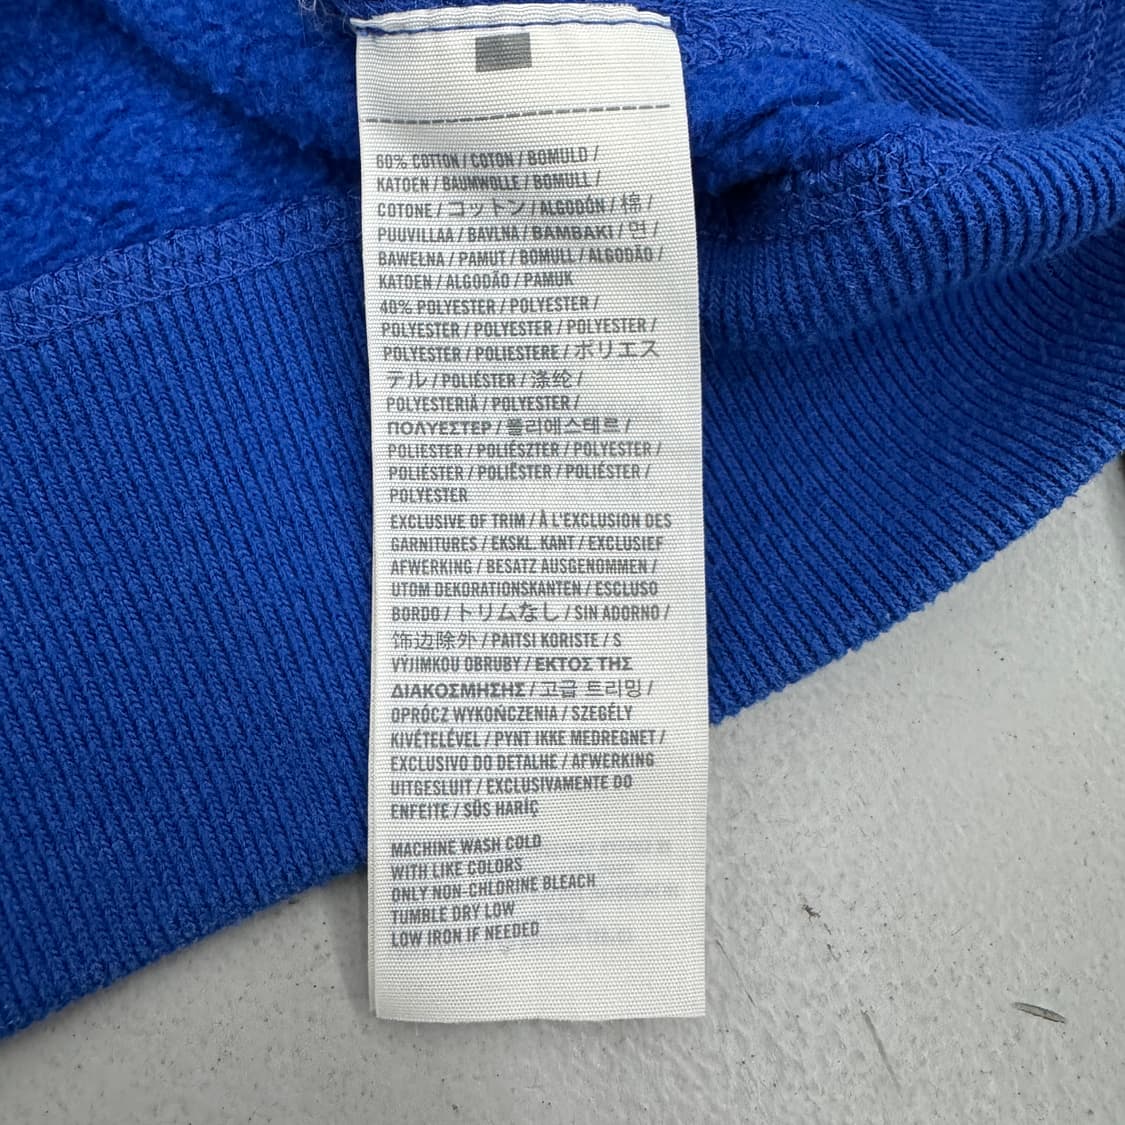 60% COTTON / COTON / BOMULD /
KATOEN / BAUMWOLLE / BOMULL /
COTONE / コットン / ALGODÓN / 棉 /
PUUVILLAA / BAVLNA / BAMBAKI / 면 /
BAWEŁNA / PAMUT / BOMULL / ALGODÃO /
KATOEN / ALGODÃO / PAMUK
40% POLYESTER / POLYESTER /
POLYESTER / POLYESTER / POLYESTER /
POLYESTER / POLIESTERE / ポリエス
テル / POLIÉSTER / 涤纶 /
POLYESTERIÄ / POLYESTER /
ΠΟΛΥΕΣΤΕΡ / 폴리에스테르 /
POLIESTER / POLIÉSZTER / POLYESTER /
POLIÉSTER / POLIËSTER / POLIÉSTER /
POLYESTER
EXCLUSIVE OF TRIM / À L'EXCLUSION DES
GARNITURES / EKSKL. KANT / EXCLUSIEF
AFWERKING / BESATZ AUSGENOMMEN /
UTOM DEKORATIONSKANTEN / ESCLUSO
BORDO / トリムなし / SIN ADORNO /
饰边除外 / PAITSI KORISTE / S
VÝJIMKOU OBRUBY / ΕΚΤΟΣ ΤΗΣ
ΔΙΑΚΟΣΜΗΣΗΣ / 고급 트리밍 /
OPRÓCZ WYKOŃCZENIA / SZEGÉLY
KIVÉTELÉVEL / PYNT IKKE MEDREGNET /
EXCLUSIVO DO DETALHE / AFWERKING
UITGESLUIT / EXCLUSIVAMENTE DO
ENFEITE / SÜS HARİÇ
MACHINE WASH COLD
WITH LIKE COLORS
ONLY NON-CHLORINE BLEACH
TUMBLE DRY LOW
LOW IRON IF NEEDED